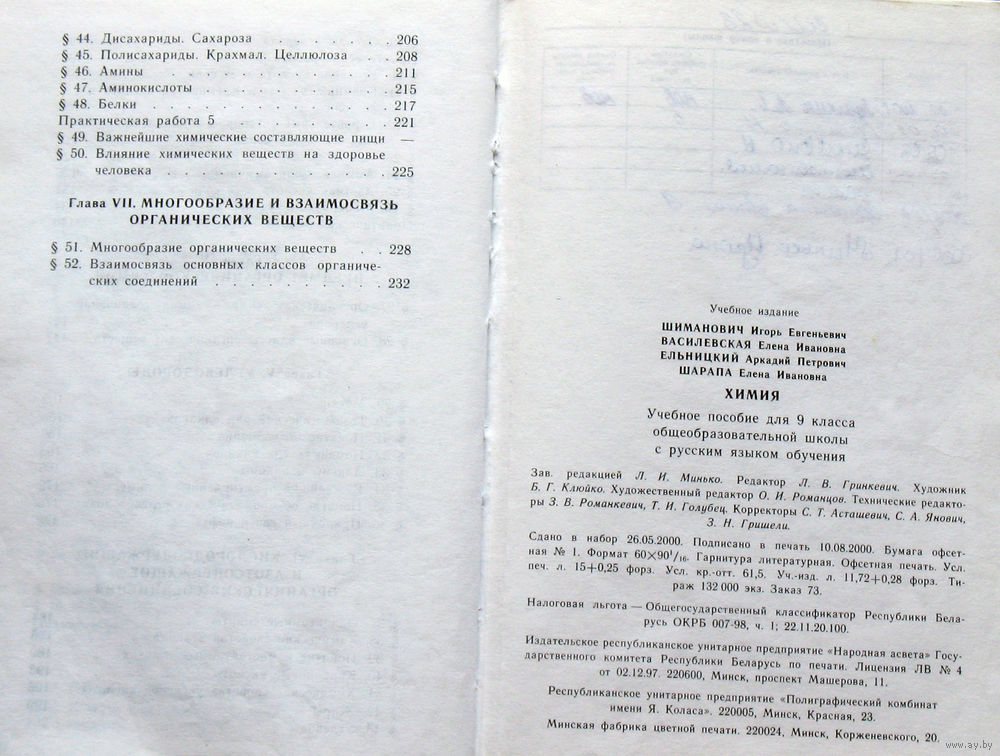 § 44. Дисахариды. Сахароза . . . . . . . 206
§ 45. Полисахариды. Крахмал. Целлюлоза . . 208
§ 46. Амины . . . . . . . . . . . 211
§ 47. Аминокислоты . . . . . . . . . 215
§ 48. Белки . . . . . . . . . . . 217
Практическая работа 5 . . . . . . . . 221
§ 49. Важнейшие химические составляющие пищи —
§ 50. Влияние химических веществ на здоровье
человека . . . . . . . . . . . 225
Глава VII. МНОГООБРАЗИЕ И ВЗАИМОСВЯЗЬ
ОРГАНИЧЕСКИХ ВЕЩЕСТВ
§ 51. Многообразие органических веществ . . 228
§ 52. Взаимосвязь основных классов органиче-
ских соединений . . . . . . . . . 232
Учебное издание
ШИМАНОВИЧ Игорь Евгеньевич
ВАСИЛЕВСКАЯ Елена Ивановна
ЕЛЬНИЦКИЙ Аркадий Петрович
ШАРАПА Елена Ивановна
ХИМИЯ
Учебное пособие для 9 класса
общеобразовательной школы
с русским языком обучения
Зав. редакцией Л. И. Минько. Редактор Л. В. Гринкевич. Художник
Б. Г. Клюйко. Художественный редактор О. И. Романцов. Технические редакто-
ры З. В. Романкевич, Т. И. Голубец. Корректоры С. Т. Асташевич, С. А. Янович,
З. Н. Гришели.
Сдано в набор 26.05.2000. Подписано в печать 10.08.2000. Бумага офсет-
ная № 1. Формат 60×90¹/₁₆. Гарнитура литературная. Офсетная печать. Усл.
печ. л. 15+0,25 форз. Усл. кр.-отт. 61,5. Уч.-изд. л. 11,72+0,28 форз. Ти-
раж 132 000 экз. Заказ 73.
Налоговая льгота — Общегосударственный классификатор Республики Бела-
русь ОКРБ 007-98, ч. 1; 22.11.20.100.
Издательское республиканское унитарное предприятие «Народная асвета» Госу-
дарственного комитета Республики Беларусь по печати. Лицензия ЛВ № 4
от 02.12.97. 220600, Минск, проспект Машерова, 11.
Республиканское унитарное предприятие «Полиграфический комбинат
имени Я. Коласа». 220005, Минск, Красная, 23.
Минская фабрика цветной печати. 220024, Минск, Корженевского, 20.
www.ay.by